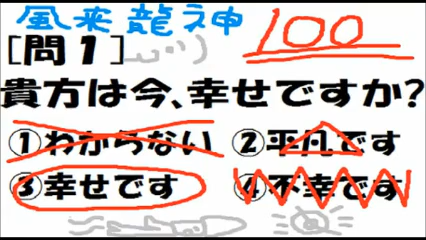 風来龍神
100
[問1]
貴方は今、幸せですか?
①わからない ②平凡です
③幸せです ④不幸です